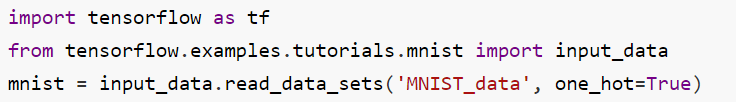 import tensorflow as tf
from tensorflow.examples.tutorials.mnist import input_data
mnist = input_data.read_data_sets('MNIST_data', one_hot=True)